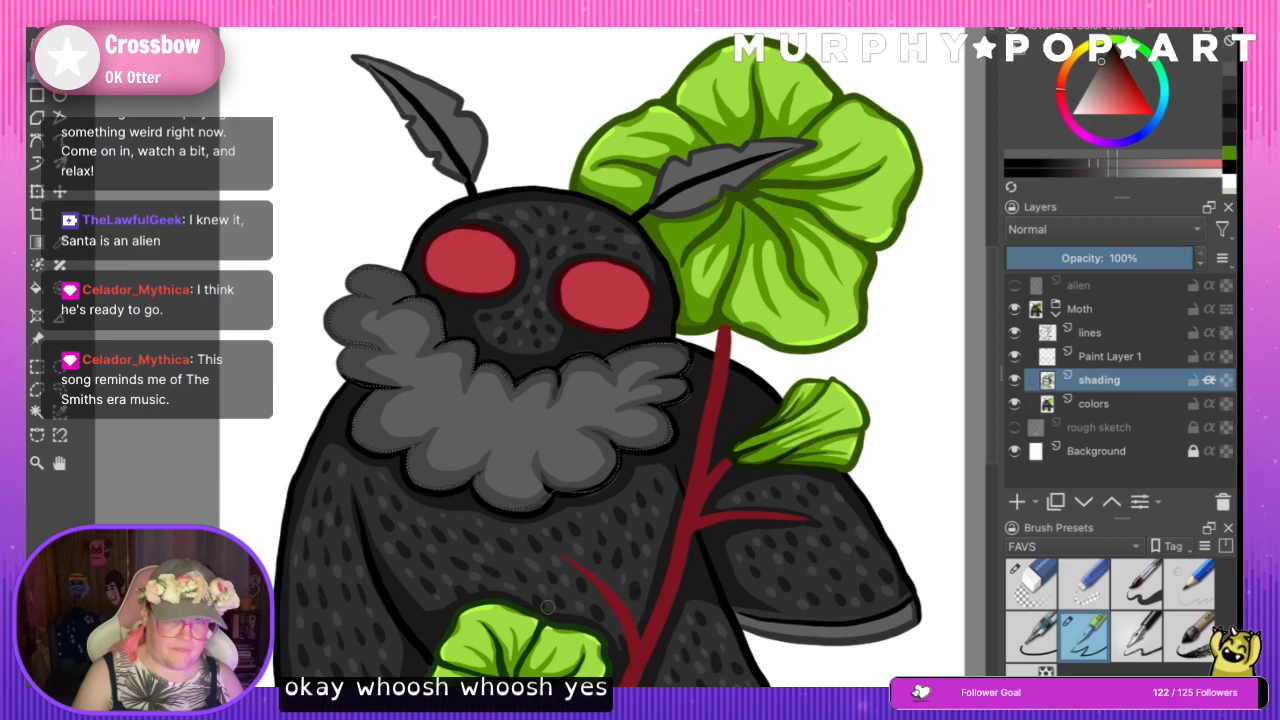 Crossbow
OK Otter
MURPHY★POP★ART
something weird right now.
Come on in, watch a bit, and
relax!
TheLawfulGeek: I knew it,
Santa is an alien
Celador_Mythica: I think
he's ready to go.
Celador_Mythica: This
song reminds me of The
Smiths era music.
Layers
Normal
Opacity: 100%
alien
Moth
lines
Paint Layer 1
shading
colors
rough sketch
Background
Brush Presets
FAVS
Tag
okay whoosh whoosh yes
Follower Goal
122 / 125 Followers